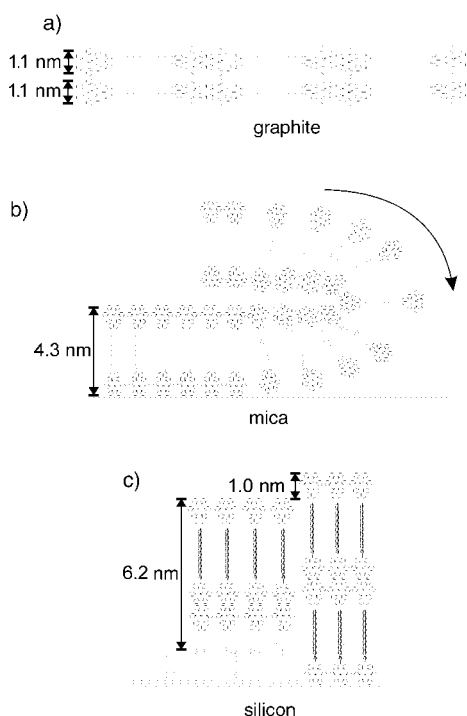 a)
1.1 nm
1.1 nm
graphite
b)
4.3 nm
mica
c)
1.0 nm
6.2 nm
silicon